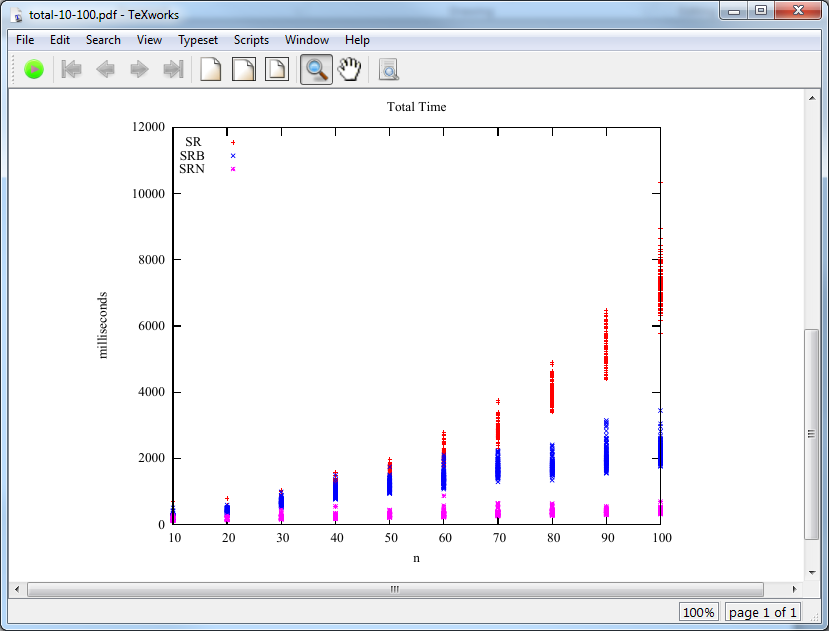 total-10-100.pdf - TeXworks
File Edit Search View Typeset Scripts Window Help
Total Time
12000
10000
8000
6000
4000
2000
0
milliseconds
SR
SRB
SRN
10 20 30 40 50 60 70 80 90 100
n
100% page 1 of 1